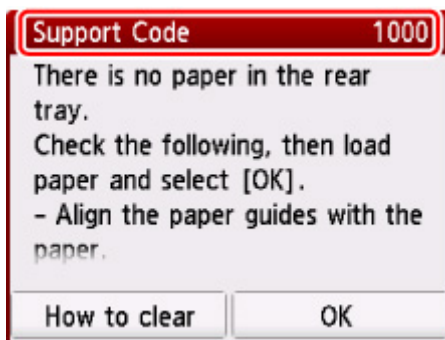 Support Code 1000
There is no paper in the rear
tray.
Check the following, then load
paper and select [OK].
– Align the paper guides with the
paper.
How to clear OK